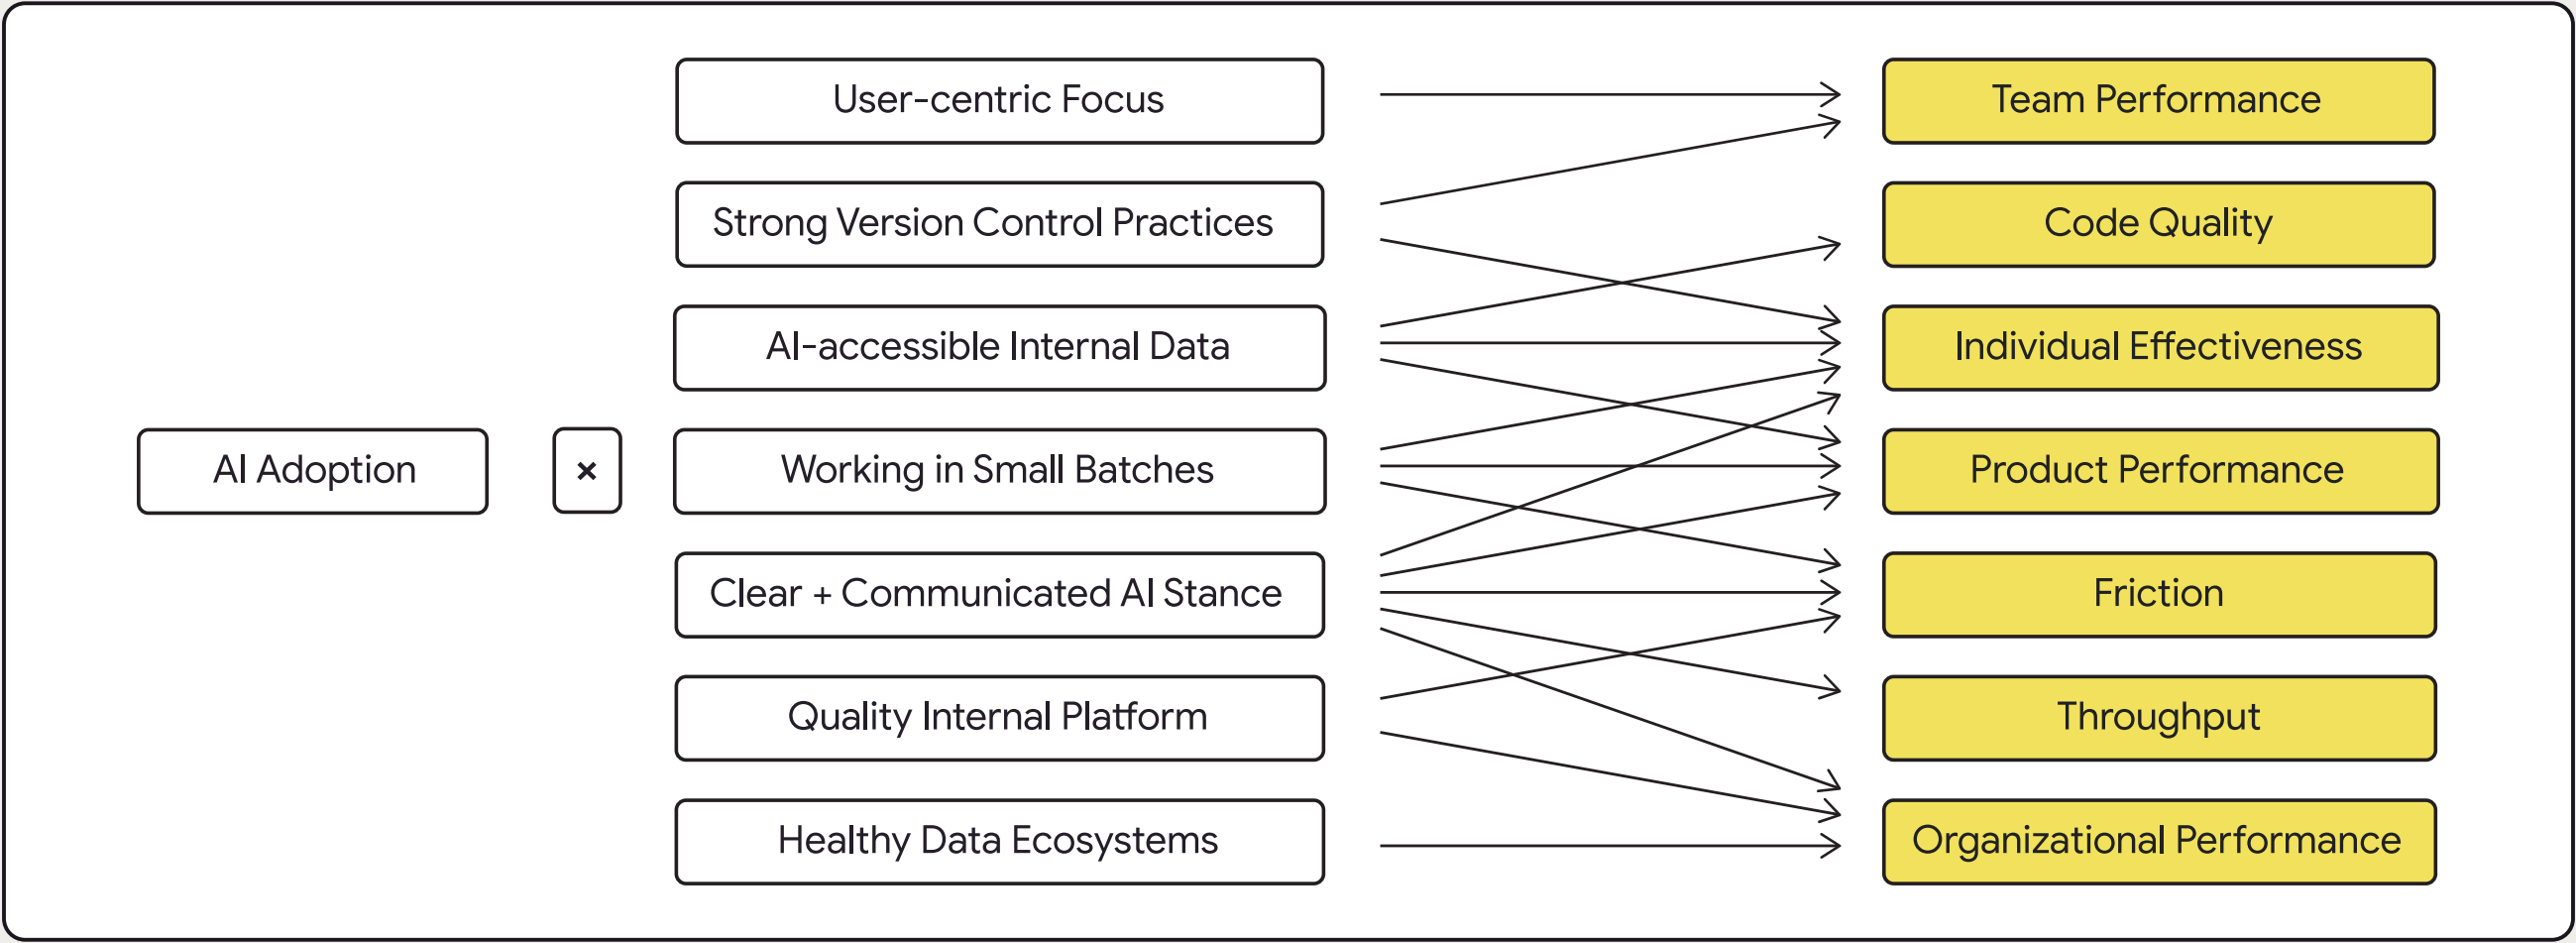 User-centric Focus
Team Performance
Strong Version Control Practices
Code Quality
AI-accessible Internal Data
Individual Effectiveness
AI Adoption
×
Working in Small Batches
Product Performance
Clear + Communicated AI Stance
Friction
Quality Internal Platform
Throughput
Healthy Data Ecosystems
Organizational Performance